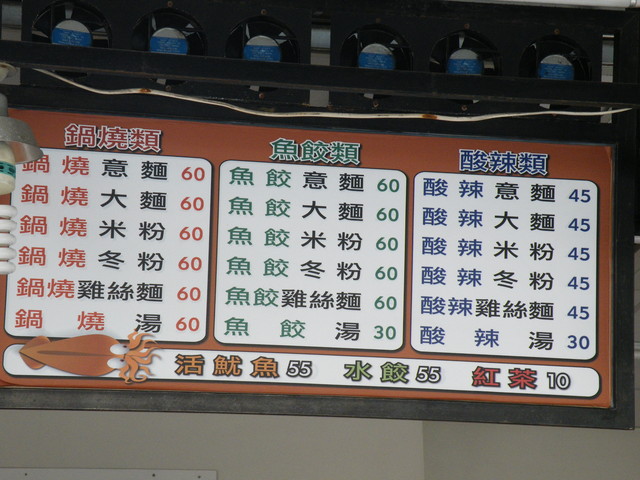 鍋燒類
鍋燒意麵 60
鍋燒大麵 60
鍋燒米粉 60
鍋燒冬粉 60
鍋燒雞絲麵 60
鍋燒湯 60
魚餃類
魚餃意麵 60
魚餃大麵 60
魚餃米粉 60
魚餃冬粉 60
魚餃雞絲麵 60
魚餃湯 30
酸辣類
酸辣意麵 45
酸辣大麵 45
酸辣米粉 45
酸辣冬粉 45
酸辣雞絲麵 45
酸辣湯 30
活魷魚 55 水餃 55 紅茶 10